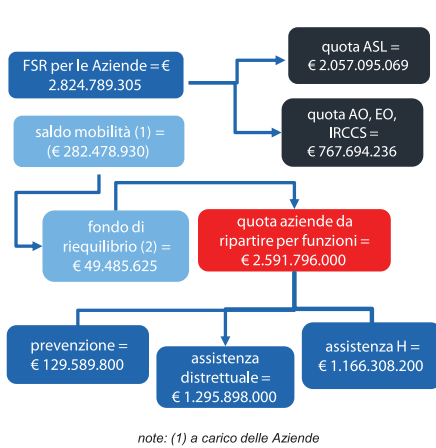 FSR per le Aziende = €
2.824.789.305
quota ASL =
€ 2.057.095.069
quota AO, EO,
IRCCS =
€ 767.694.236
saldo mobilità (1) =
(€ 282.478.930)
fondo di
riequilibrio (2) =
€ 49.485.625
quota aziende da
ripartire per funzioni =
€ 2.591.796.000
prevenzione =
€ 129.589.800
assistenza
distrettuale =
€ 1.295.898.000
assistenza H =
€ 1.166.308.200
note: (1) a carico delle Aziende